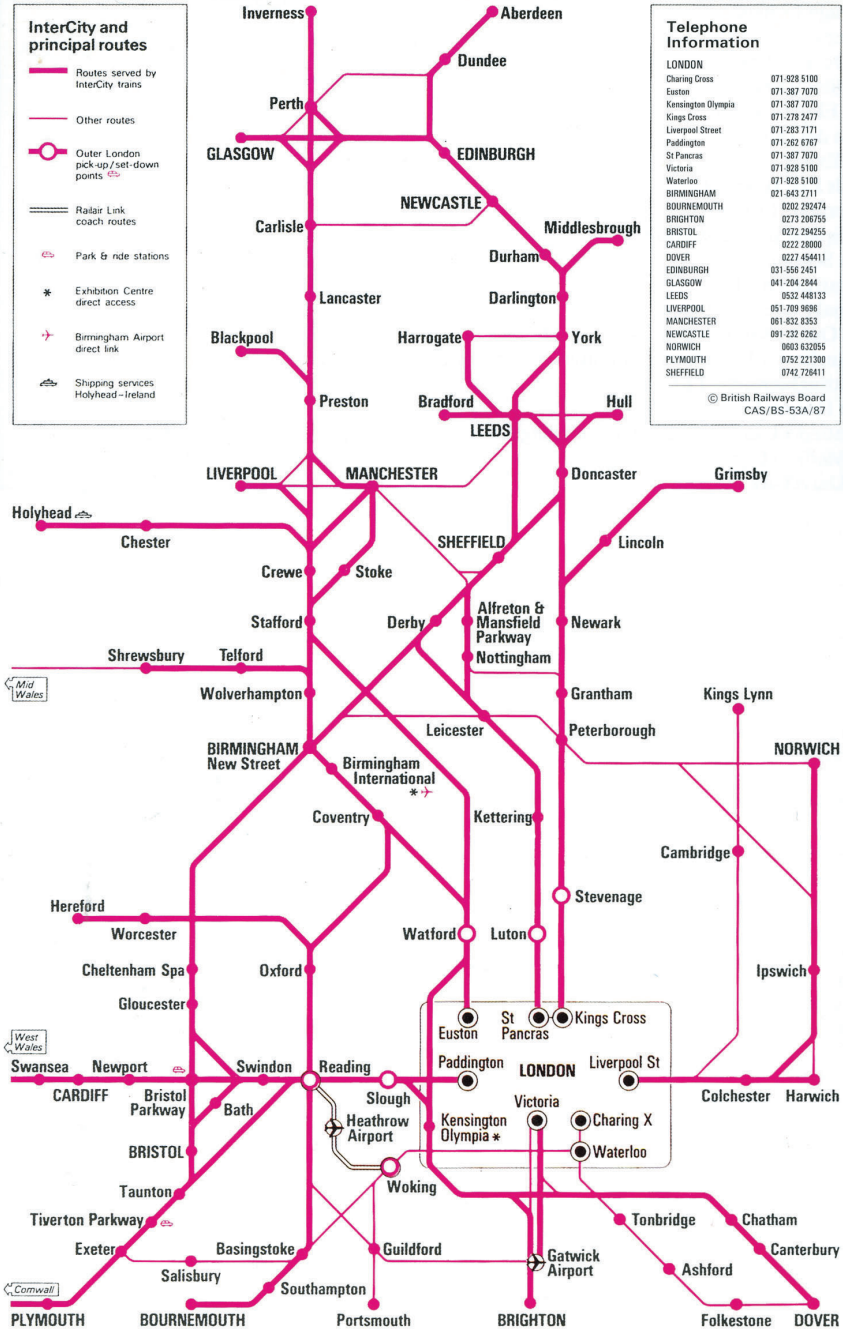 InterCity and
principal routes
Routes served by
InterCity trains
Other routes
Outer London
pick-up/set-down
points
Railair Link
coach routes
Park & ride stations
* Exhibition Centre
direct access
Birmingham Airport
direct link
Shipping services
Holyhead–Ireland
Telephone
Information
LONDON
Charing Cross 071-928 5100
Euston 071-387 7070
Kensington Olympia 071-387 7070
Kings Cross 071-278 2477
Liverpool Street 071-283 7171
Paddington 071-262 6767
St Pancras 071-387 7070
Victoria 071-928 5100
Waterloo 071-928 5100
BIRMINGHAM 021-643 2711
BOURNEMOUTH 0202 292474
BRIGHTON 0273 206755
BRISTOL 0272 294255
CARDIFF 0222 28000
DOVER 0227 454411
EDINBURGH 031-556 2451
GLASGOW 041-204 2844
LEEDS 0532 448133
LIVERPOOL 051-709 9696
MANCHESTER 061-832 8353
NEWCASTLE 091-232 6262
NORWICH 0603 632055
PLYMOUTH 0752 221300
SHEFFIELD 0742 726411
© British Railways Board
CAS/BS-53A/87
Inverness
Aberdeen
Dundee
Perth
GLASGOW
EDINBURGH
NEWCASTLE
Carlisle
Middlesbrough
Durham
Lancaster
Darlington
Blackpool
Harrogate
York
Preston
Bradford
Hull
LEEDS
LIVERPOOL
MANCHESTER
Doncaster
Grimsby
Holyhead
Chester
SHEFFIELD
Lincoln
Crewe
Stoke
Stafford
Derby
Alfreton &
Mansfield
Parkway
Newark
Shrewsbury
Telford
Nottingham
Mid
Wales
Wolverhampton
Grantham
Kings Lynn
Leicester
Peterborough
BIRMINGHAM
New Street
NORWICH
Birmingham
International
*
Coventry
Kettering
Cambridge
Stevenage
Hereford
Worcester
Watford
Luton
Cheltenham Spa
Oxford
Ipswich
Gloucester
Euston
St
Pancras
Kings Cross
West
Wales
Swansea
Newport
Swindon
Reading
Paddington
LONDON
Liverpool St
CARDIFF
Bristol
Parkway
Bath
Slough
Colchester
Harwich
Victoria
Heathrow
Airport
Kensington
Olympia *
Charing X
BRISTOL
Waterloo
Woking
Taunton
Tiverton Parkway
Tonbridge
Chatham
Exeter
Basingstoke
Guildford
Canterbury
Salisbury
Gatwick
Airport
Ashford
Southampton
Cornwall
PLYMOUTH
BOURNEMOUTH
Portsmouth
BRIGHTON
Folkestone
DOVER